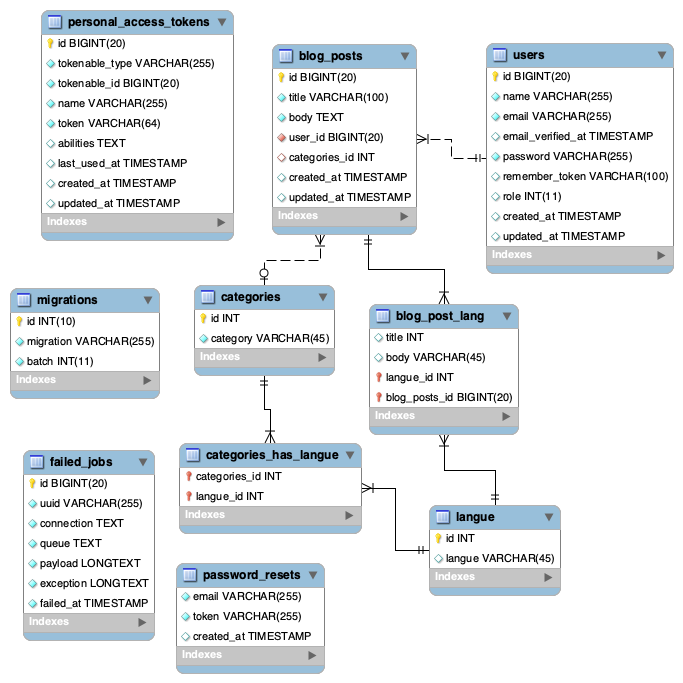 personal_access_tokens
id BIGINT(20)
tokenable_type VARCHAR(255)
tokenable_id BIGINT(20)
name VARCHAR(255)
token VARCHAR(64)
abilities TEXT
last_used_at TIMESTAMP
created_at TIMESTAMP
updated_at TIMESTAMP
Indexes
blog_posts
id BIGINT(20)
title VARCHAR(100)
body TEXT
user_id BIGINT(20)
categories_id INT
created_at TIMESTAMP
updated_at TIMESTAMP
Indexes
users
id BIGINT(20)
name VARCHAR(255)
email VARCHAR(255)
email_verified_at TIMESTAMP
password VARCHAR(255)
remember_token VARCHAR(100)
role INT(11)
created_at TIMESTAMP
updated_at TIMESTAMP
Indexes
migrations
id INT(10)
migration VARCHAR(255)
batch INT(11)
Indexes
categories
id INT
category VARCHAR(45)
Indexes
blog_post_lang
title INT
body VARCHAR(45)
langue_id INT
blog_posts_id BIGINT(20)
Indexes
failed_jobs
id BIGINT(20)
uuid VARCHAR(255)
connection TEXT
queue TEXT
payload LONGTEXT
exception LONGTEXT
failed_at TIMESTAMP
Indexes
categories_has_langue
categories_id INT
langue_id INT
Indexes
langue
id INT
langue VARCHAR(45)
Indexes
password_resets
email VARCHAR(255)
token VARCHAR(255)
created_at TIMESTAMP
Indexes